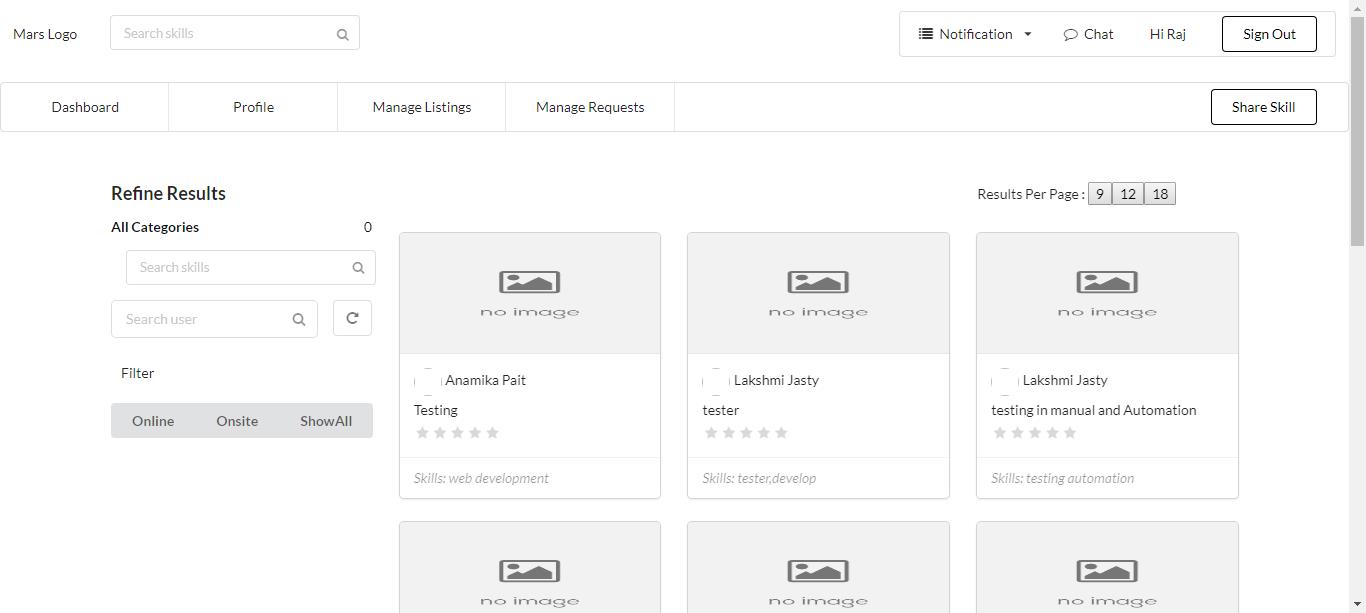 Mars Logo
Search skills
Notification
Chat
Hi Raj
Sign Out
Dashboard
Profile
Manage Listings
Manage Requests
Share Skill
Refine Results
Results Per Page : 9 12 18
All Categories 0
Search skills
Search user
Filter
Online Onsite ShowAll
no image
Anamika Pait
Testing
Skills: web development
no image
Lakshmi Jasty
tester
Skills: tester,develop
no image
Lakshmi Jasty
testing in manual and Automation
Skills: testing automation
no image
no image
no image